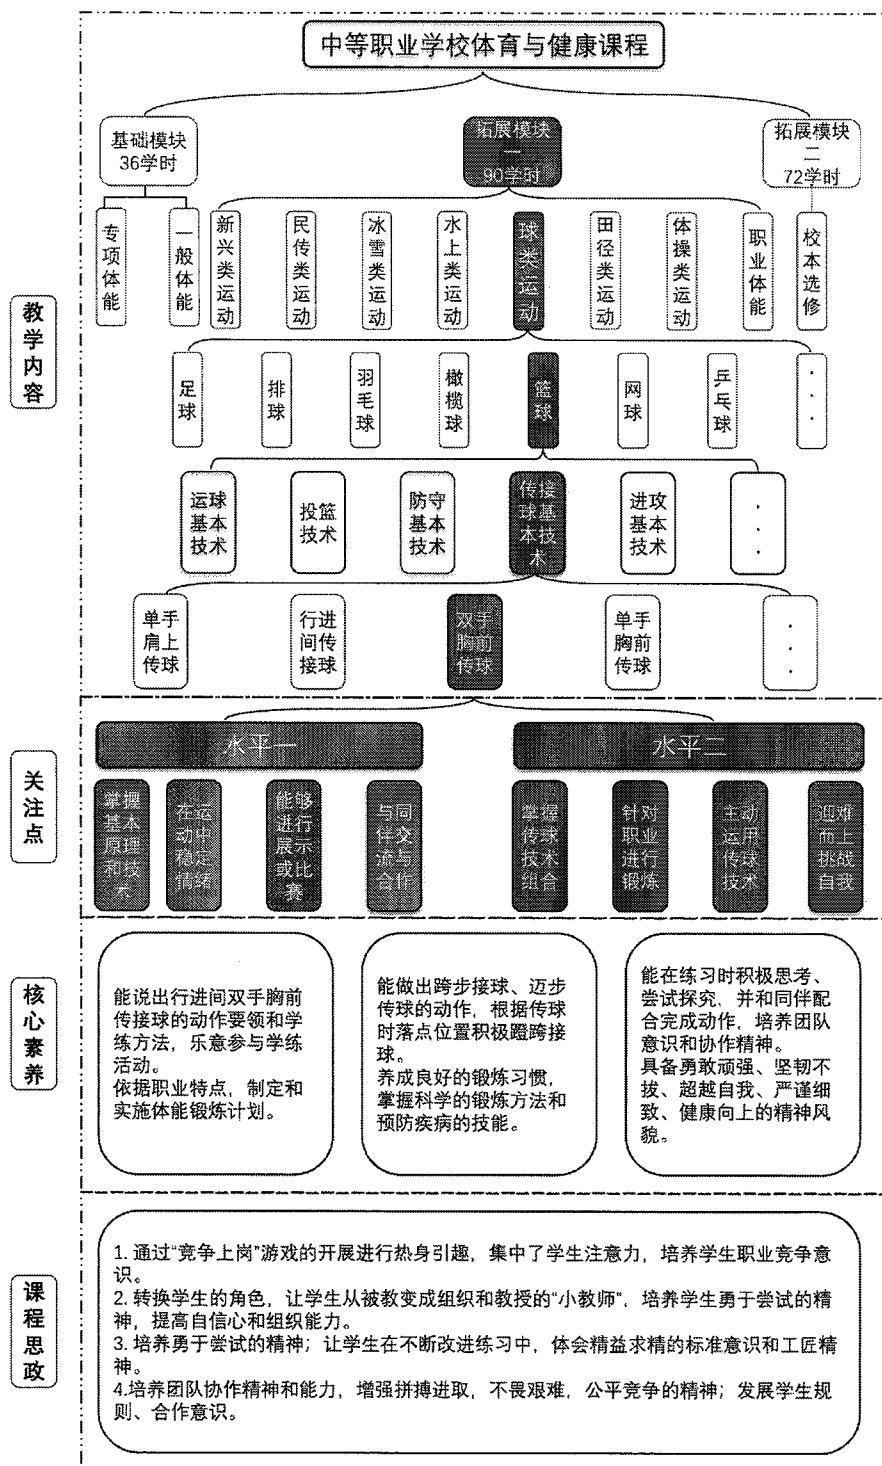 中等职业学校体育与健康课程
基础模块
36学时
拓展模块
一
90学时
拓展模块
二
72学时
专项体能
一般体能
新兴类运动
民传类运动
冰雪类运动
水上类运动
球类运动
田径类运动
体操类运动
职业体能
校本选修
教学内容
足球
排球
羽毛球
橄榄球
篮球
网球
乒乓球
...
运球
基本
技术
投篮
技术
防守
基本
技术
传接
球基
本技
术
进攻
基本
技术
...
单手
肩上
传球
行进
间传
接球
双手
胸前
传球
单手
胸前
传球
...
关注点
水平一
水平二
掌握
基本
原理
和技
术
在运
动中
稳定
情绪
能够
进行
展示
或比
赛
与同
伴交
流与
合作
掌握
传球
技术
组合
针对
职业
进行
锻炼
主动
运用
传球
技术
迎难
而上
挑战
自我
核心素养
能说出行进间双手胸前
传接球的动作要领和学
练方法，乐意参与学练
活动。
依据职业特点，制定和
实施体能锻炼计划。
能做出跨步接球、迈步
传球的动作，根据传球
时落点位置积极蹬跨接
球。
养成良好的锻炼习惯，
掌握科学的锻炼方法和
预防疾病的技能。
能在练习时积极思考、
尝试探究，并和同伴配
合完成动作，培养团队
意识和协作精神。
具备勇敢顽强、坚韧不
拔、超越自我、严谨细
致、健康向上的精神风
貌。
课程思政
1. 通过“竞争上岗”游戏的开展进行热身引趣，集中了学生注意力，培养学生职业竞争意
识。
2. 转换学生的角色，让学生从被教变成组织和教授的“小教师”，培养学生勇于尝试的精
神，提高自信心和组织能力。
3. 培养勇于尝试的精神；让学生在不断改进练习中，体会精益求精的标准意识和工匠精
神。
4.培养团队协作精神和能力，增强拼搏进取，不畏艰难，公平竞争的精神；发展学生规
则、合作意识。